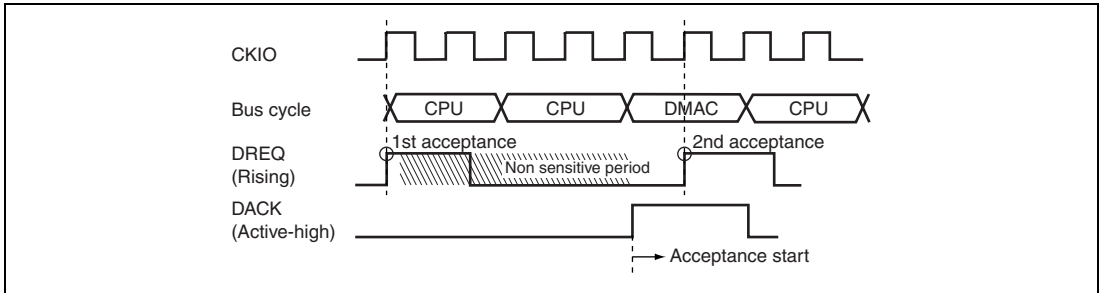 CKIO
Bus cycle CPU CPU DMAC CPU
1st acceptance 2nd acceptance
DREQ
(Rising)
Non sensitive period
DACK
(Active-high)
Acceptance start